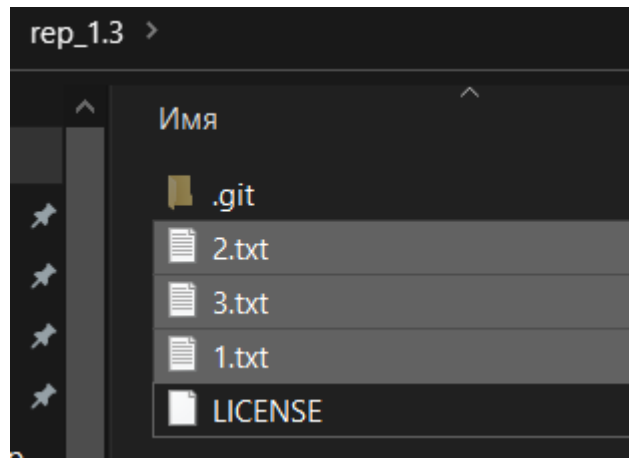 rep_1.3 >
Имя
.git
2.txt
3.txt
1.txt
LICENSE